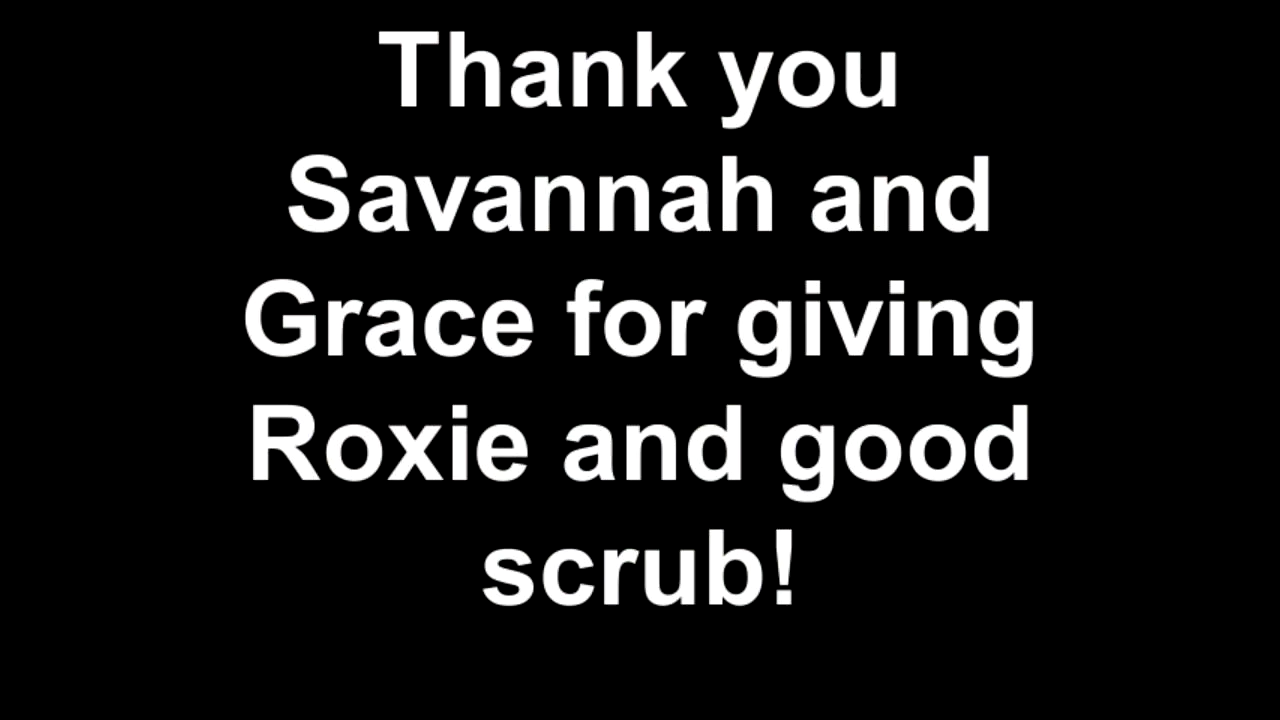 Thank you
Savannah and
Grace for giving
Roxie and good
scrub!